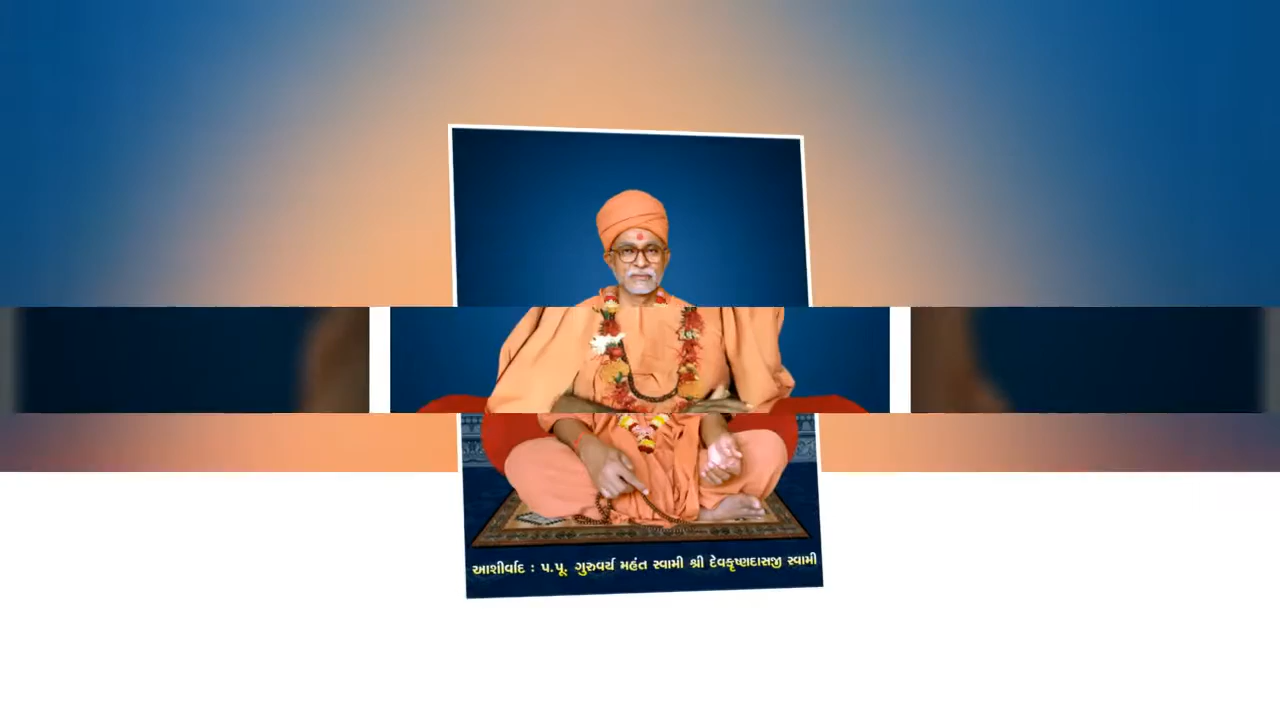 આશીર્વાદ : પ.પૂ. ગુરુવર્ય મહંત સ્વામી શ્રી દેવકૃષ્ણદાસજી સ્વામી